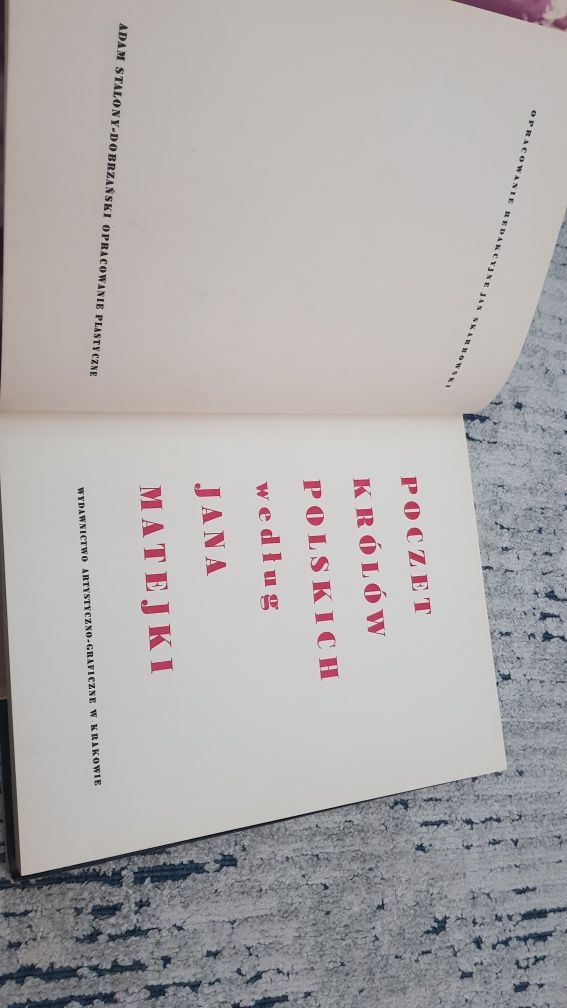 OPRACOWANIE REDAKCYJNE JAN SKARBOWSKI
ADAM STALONY-DOBRZAŃSKI OPRACOWANIE PLASTYCZNE
POCZET
KRÓLÓW
POLSKICH
według
JANA
MATEJKI
WYDAWNICTWO ARTYSTYCZNO-GRAFICZNE W KRAKOWIE